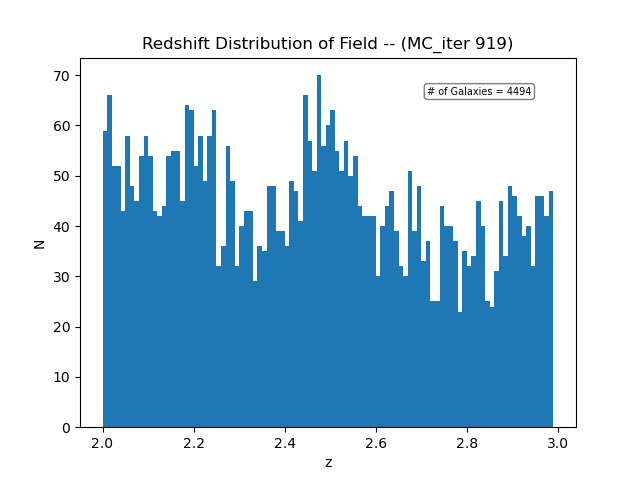 Redshift Distribution of Field -- (MC_iter 919)
# of Galaxies = 4494
70
60
50
40
30
20
10
0
N
2.0 2.2 2.4 2.6 2.8 3.0
z